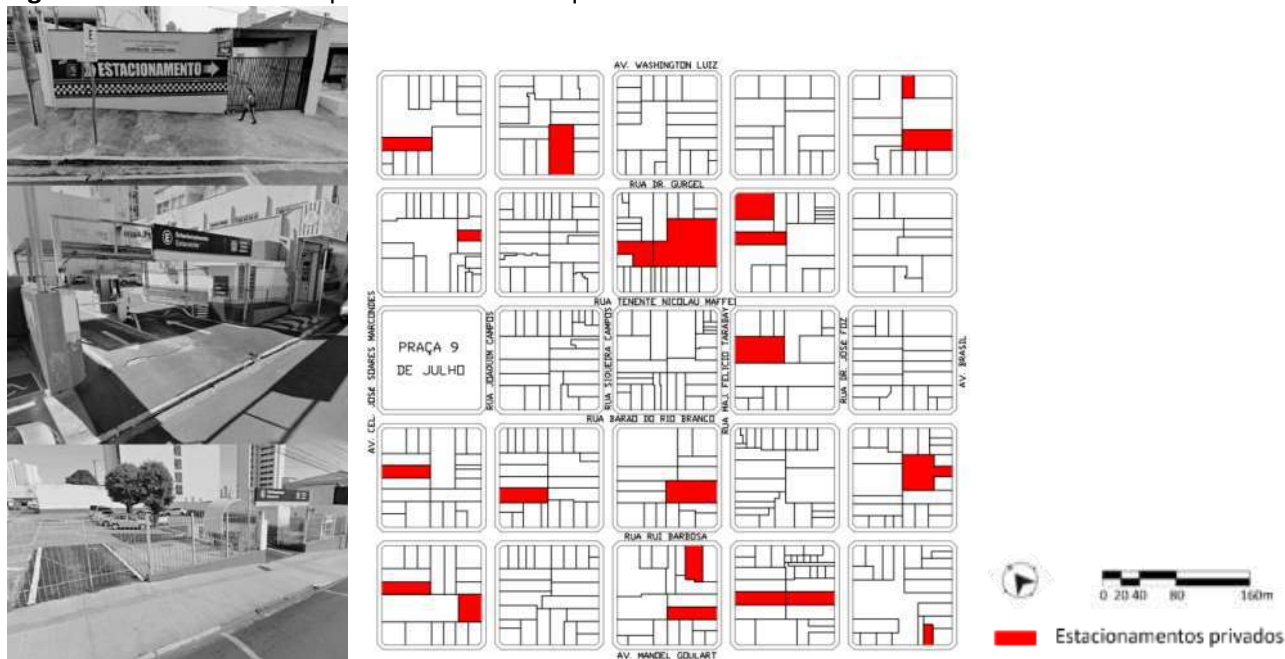 ESTACIONAMENTO
Estacionamento
AV. WASHINGTON LUIZ
RUA DR. GURGEL
RUA TENENTE NICOLAU MAFFEI
AV. CEL. JOSÉ SOARES MARCONDES
PRAÇA 9
DE JULHO
RUA JOAQUIM CAMPOS
RUA SIQUEIRA CAMPOS
RUA MAJ. FELICIO TARABAY
RUA DR. JOSÉ FOZ
AV. BRASIL
RUA BARAO DO RIO BRANCO
RUA RUI BARBOSA
AV. MANOEL GOULART
0 20 40 80 160m
Estacionamentos privados